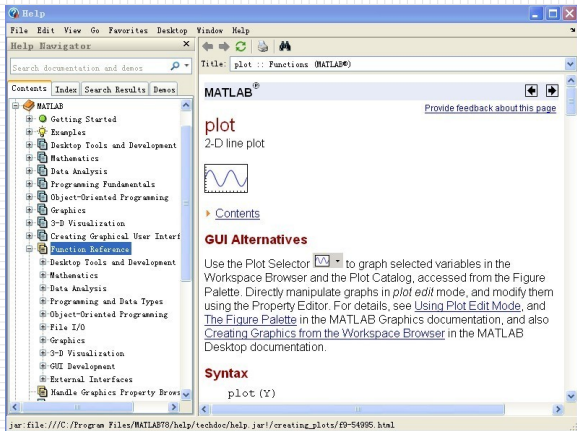 Help
File Edit View Go Favorites Desktop Window Help
Help Navigator
Search documentation and demos
Contents Index Search Results Demos
MATLAB
Getting Started
Examples
Desktop Tools and Development
Mathematics
Data Analysis
Programming Fundamentals
Object-Oriented Programming
Graphics
3-D Visualization
Creating Graphical User Interf
Function Reference
Desktop Tools and Development
Mathematics
Data Analysis
Programming and Data Types
Object-Oriented Programming
File I/O
Graphics
3-D Visualization
GUI Development
External Interfaces
Handle Graphics Property Brows
Title: plot :: Functions (MATLAB®)
MATLAB®
Provide feedback about this page
plot
2-D line plot
Contents
GUI Alternatives
Use the Plot Selector to graph selected variables in the
Workspace Browser and the Plot Catalog, accessed from the Figure
Palette. Directly manipulate graphs in plot edit mode, and modify them
using the Property Editor. For details, see Using Plot Edit Mode, and
The Figure Palette in the MATLAB Graphics documentation, and also
Creating Graphics from the Workspace Browser in the MATLAB
Desktop documentation.
Syntax
plot(Y)
jar:file:///C:/Program Files/MATLAB78/help/techdoc/help.jar!/creating_plots/f9-54995.html